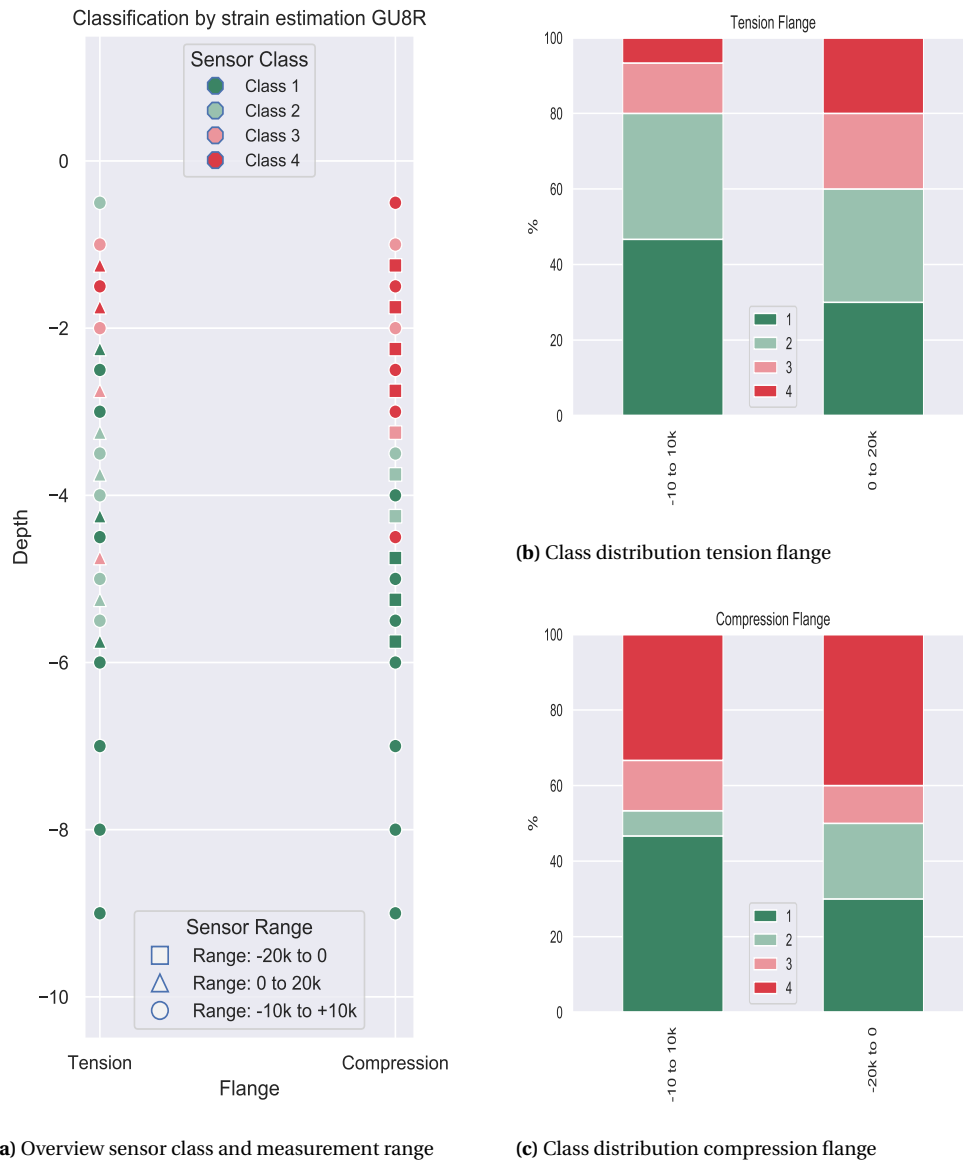 Classification by strain estimation GU8R
Sensor Class
Class 1
Class 2
Class 3
Class 4
0
−2
−4
−6
−8
−10
Depth
Sensor Range
Range: -20k to 0
Range: 0 to 20k
Range: -10k to +10k
Tension
Compression
Flange
a) Overview sensor class and measurement range
Tension Flange
100
80
60
40
20
0
%
1
2
3
4
-10 to 10k
0 to 20k
(b) Class distribution tension flange
Compression Flange
100
80
60
40
20
0
%
1
2
3
4
-10 to 10k
-20k to 0
(c) Class distribution compression flange